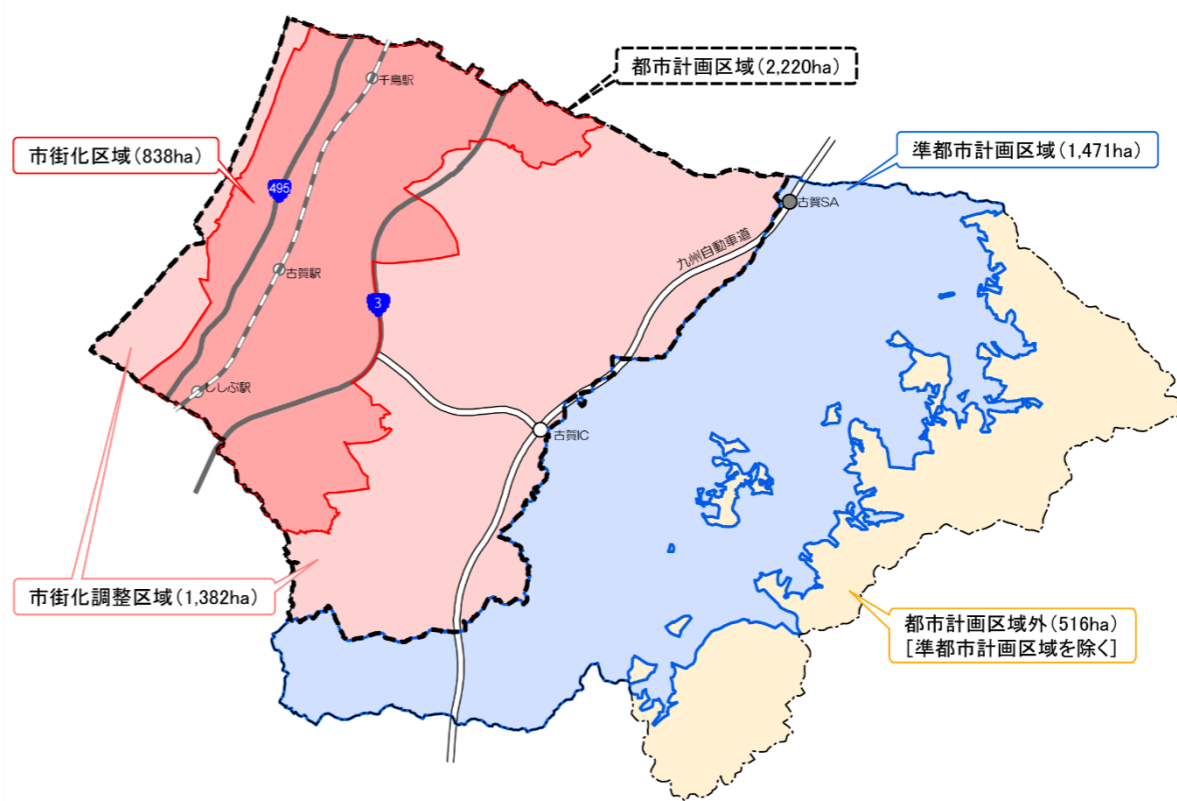 都市計画区域(2,220ha)
千鳥駅
市街化区域(838ha)
準都市計画区域(1,471ha)
495
古賀SA
九州自動車道
古賀駅
3
ししぶ駅
古賀IC
市街化調整区域(1,382ha)
都市計画区域外(516ha)
[準都市計画区域を除く]